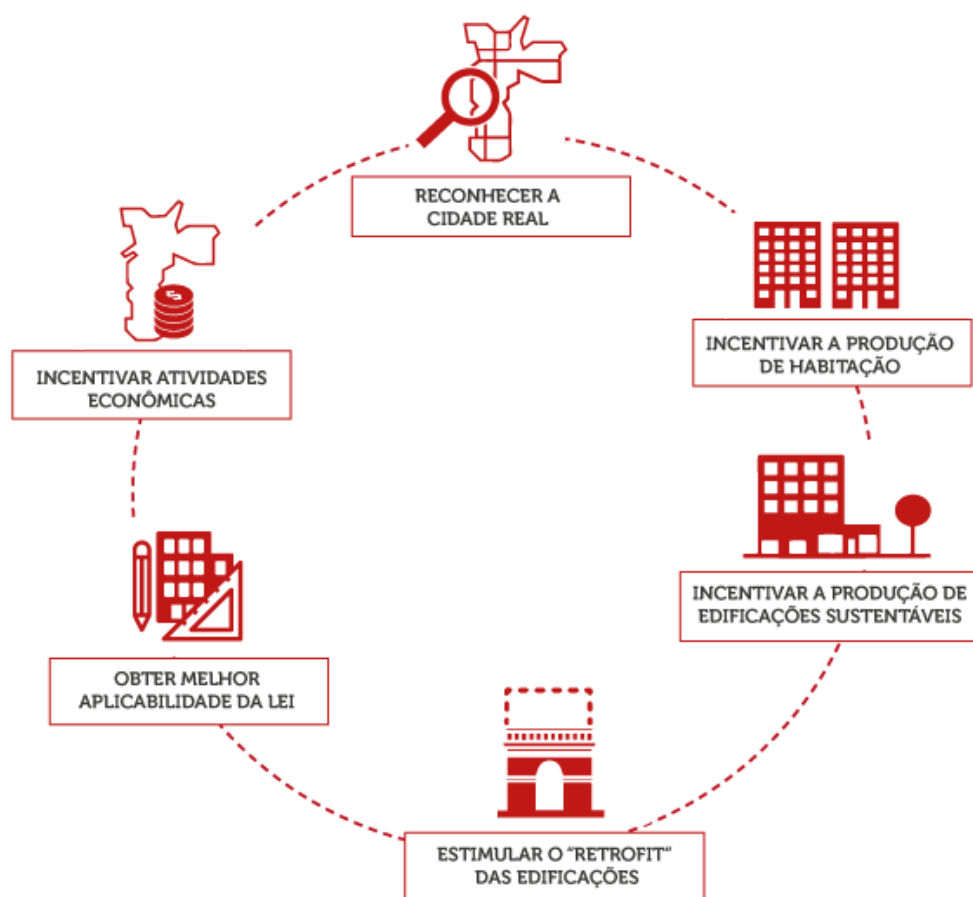 RECONHECER A
CIDADE REAL
INCENTIVAR A PRODUÇÃO
DE HABITAÇÃO
INCENTIVAR A PRODUÇÃO DE
EDIFICAÇÕES SUSTENTÁVEIS
ESTIMULAR O "RETROFIT"
DAS EDIFICAÇÕES
OBTER MELHOR
APLICABILIDADE DA LEI
INCENTIVAR ATIVIDADES
ECONÔMICAS